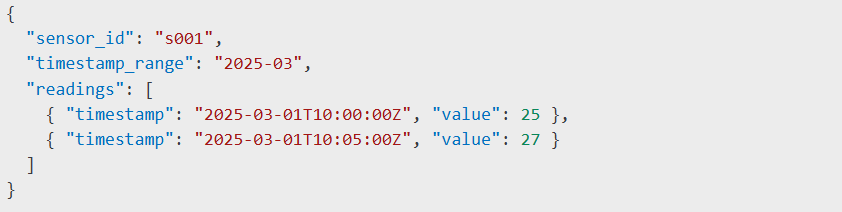 {
  "sensor_id": "s001",
  "timestamp_range": "2025-03",
  "readings": [
    { "timestamp": "2025-03-01T10:00:00Z", "value": 25 },
    { "timestamp": "2025-03-01T10:05:00Z", "value": 27 }
  ]
}